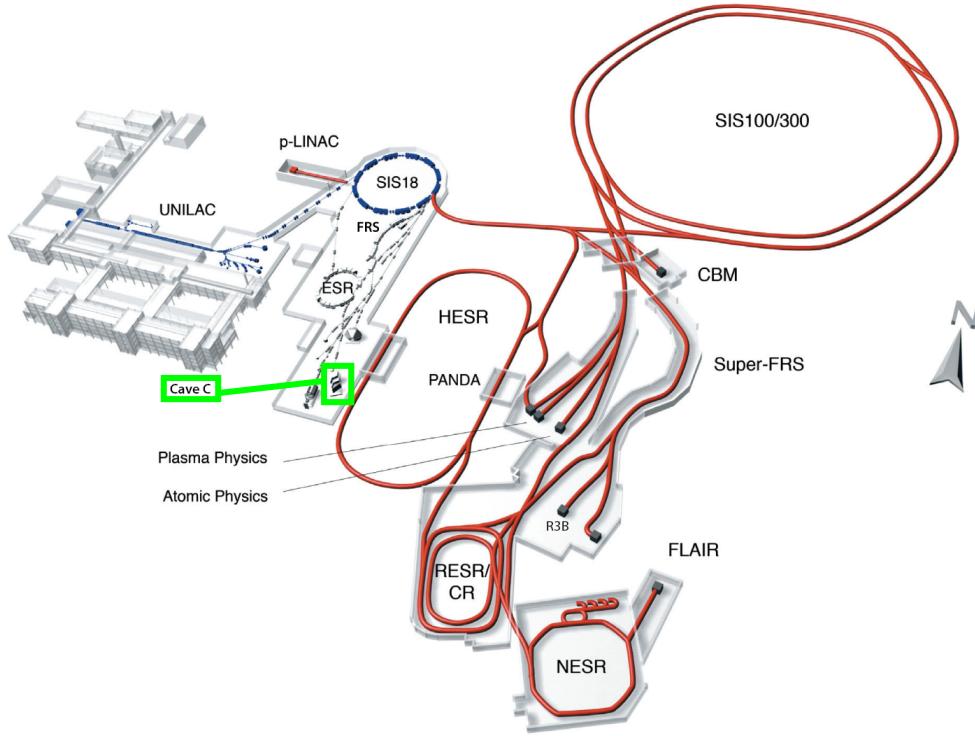 SIS100/300
p-LINAC
SIS18
UNILAC
FRS
CBM
ESR
HESR
N
Super-FRS
PANDA
Cave C
Plasma Physics
Atomic Physics
R3B
FLAIR
RESR/
CR
NESR